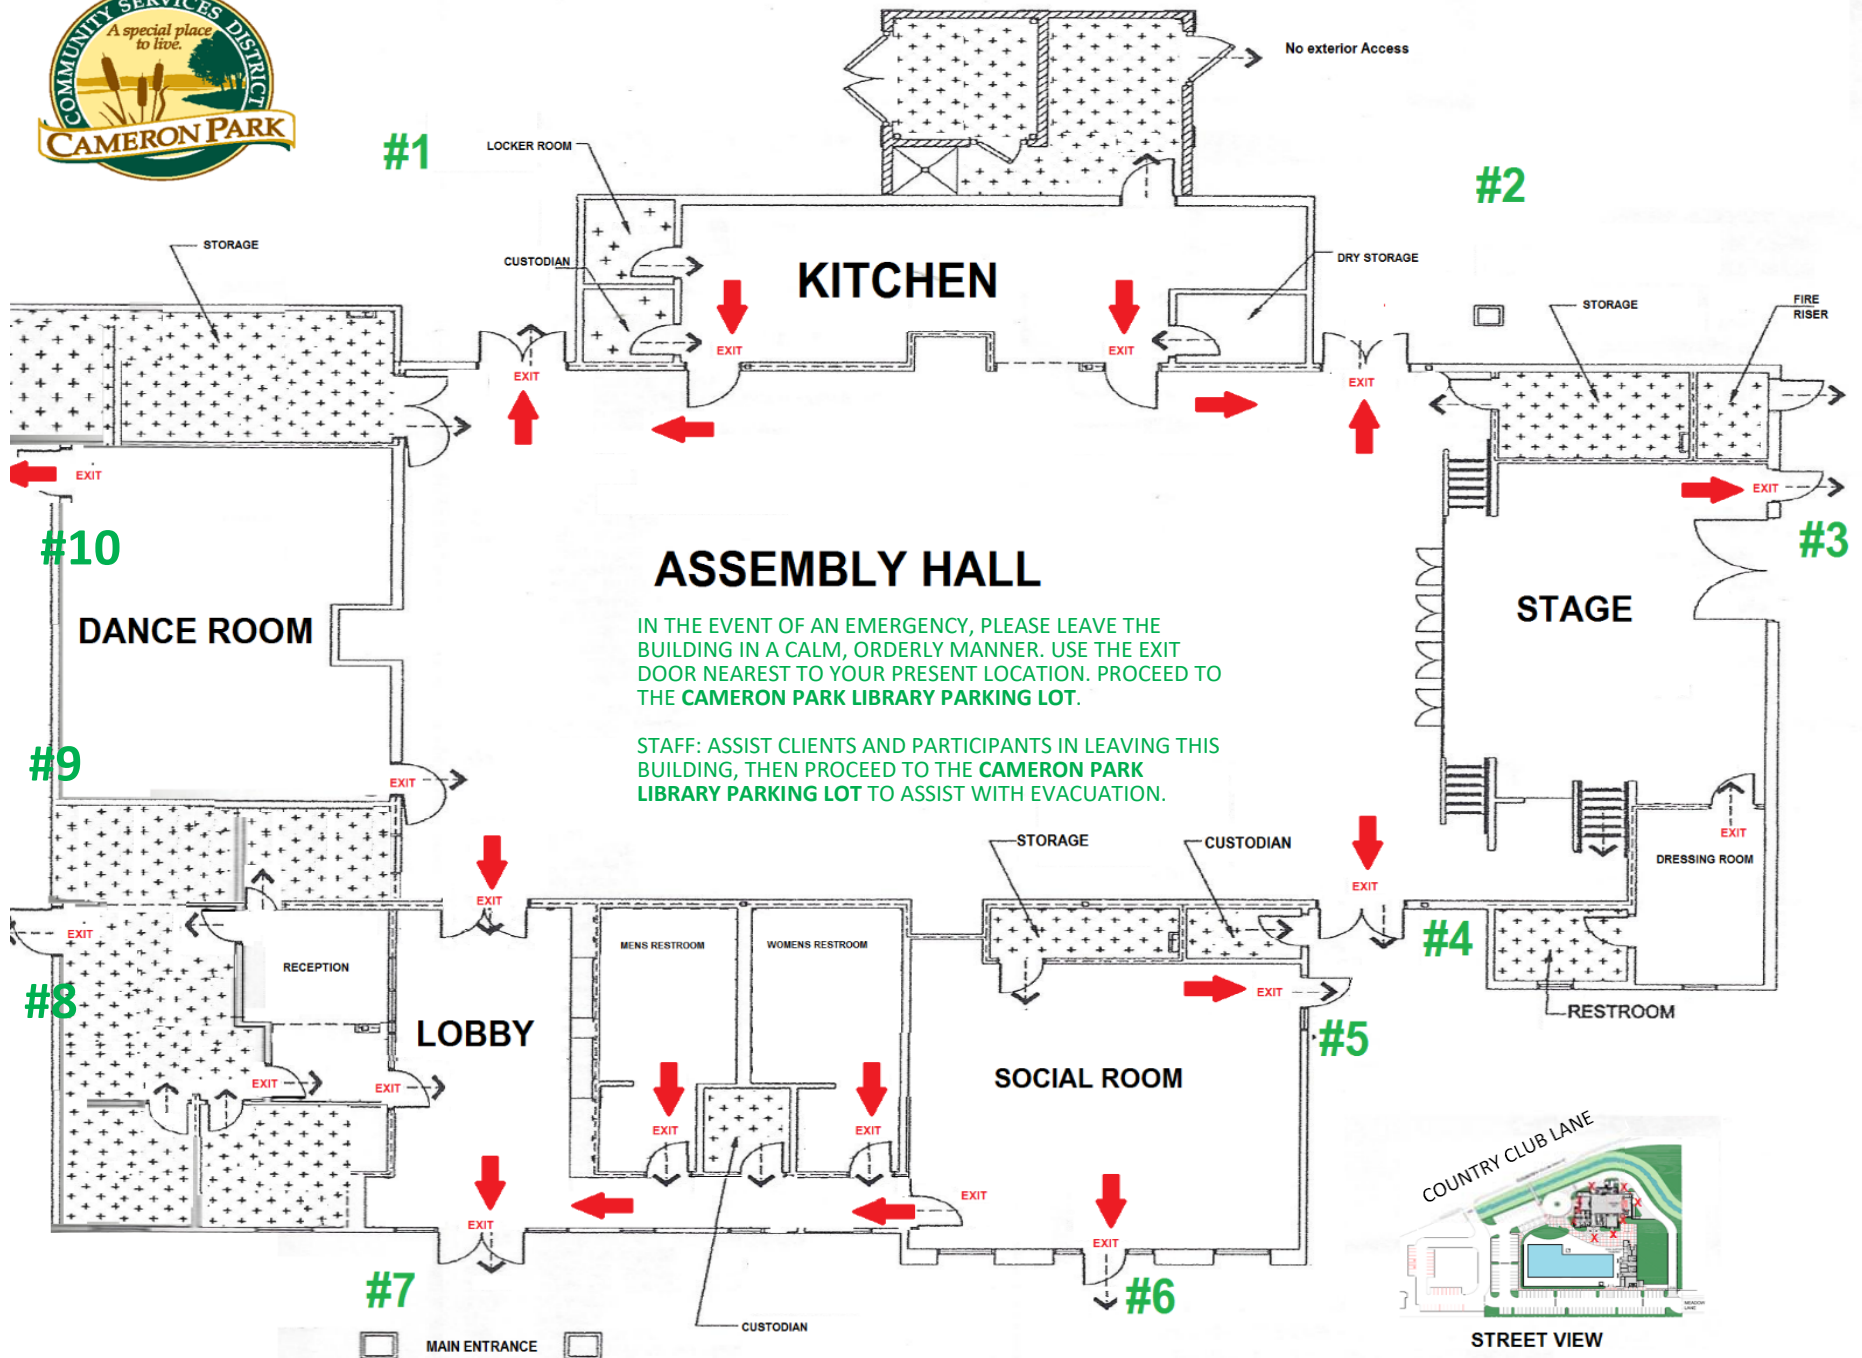 COMMUNITY SERVICES DISTRICT
A special place
to live.
CAMERON PARK
No exterior Access
#1
LOCKER ROOM
#2
STORAGE
CUSTODIAN
KITCHEN
DRY STORAGE
STORAGE
FIRE
RISER
EXIT
EXIT
EXIT
EXIT
EXIT
EXIT
#10
#3
ASSEMBLY HALL
DANCE ROOM
STAGE
IN THE EVENT OF AN EMERGENCY, PLEASE LEAVE THE
BUILDING IN A CALM, ORDERLY MANNER. USE THE EXIT
DOOR NEAREST TO YOUR PRESENT LOCATION. PROCEED TO
THE CAMERON PARK LIBRARY PARKING LOT.
STAFF: ASSIST CLIENTS AND PARTICIPANTS IN LEAVING THIS
BUILDING, THEN PROCEED TO THE CAMERON PARK
LIBRARY PARKING LOT TO ASSIST WITH EVACUATION.
#9
EXIT
STORAGE
CUSTODIAN
EXIT
DRESSING ROOM
EXIT
EXIT
EXIT
MENS RESTROOM
WOMENS RESTROOM
#4
RECEPTION
#8
EXIT
RESTROOM
LOBBY
#5
SOCIAL ROOM
EXIT
EXIT
EXIT
EXIT
COUNTRY CLUB LANE
EXIT
EXIT
EXIT
#7
#6
MEADOW
LANE
CUSTODIAN
MAIN ENTRANCE
STREET VIEW